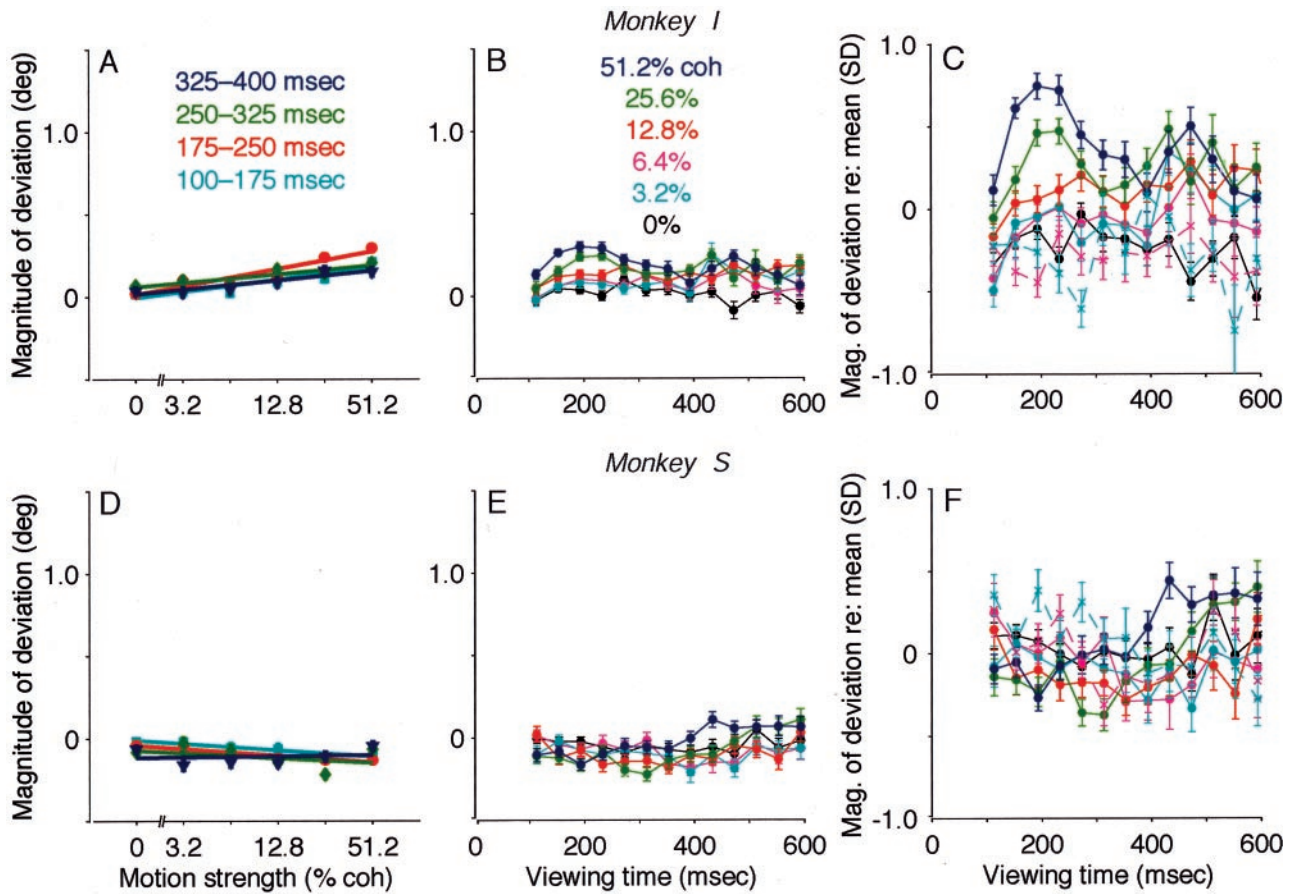 Monkey I
A
Magnitude of deviation (deg)
1.0
0
325–400 msec
250–325 msec
175–250 msec
100–175 msec
0 3.2 12.8 51.2
B
1.0
0
51.2% coh
25.6%
12.8%
6.4%
3.2%
0%
0 200 400 600
C
Mag. of deviation re: mean (SD)
1.0
0
-1.0
0 200 400 600
Monkey S
D
Magnitude of deviation (deg)
1.0
0
0 3.2 12.8 51.2
Motion strength (% coh)
E
1.0
0
0 200 400 600
Viewing time (msec)
F
Mag. of deviation re: mean (SD)
1.0
0
-1.0
0 200 400 600
Viewing time (msec)